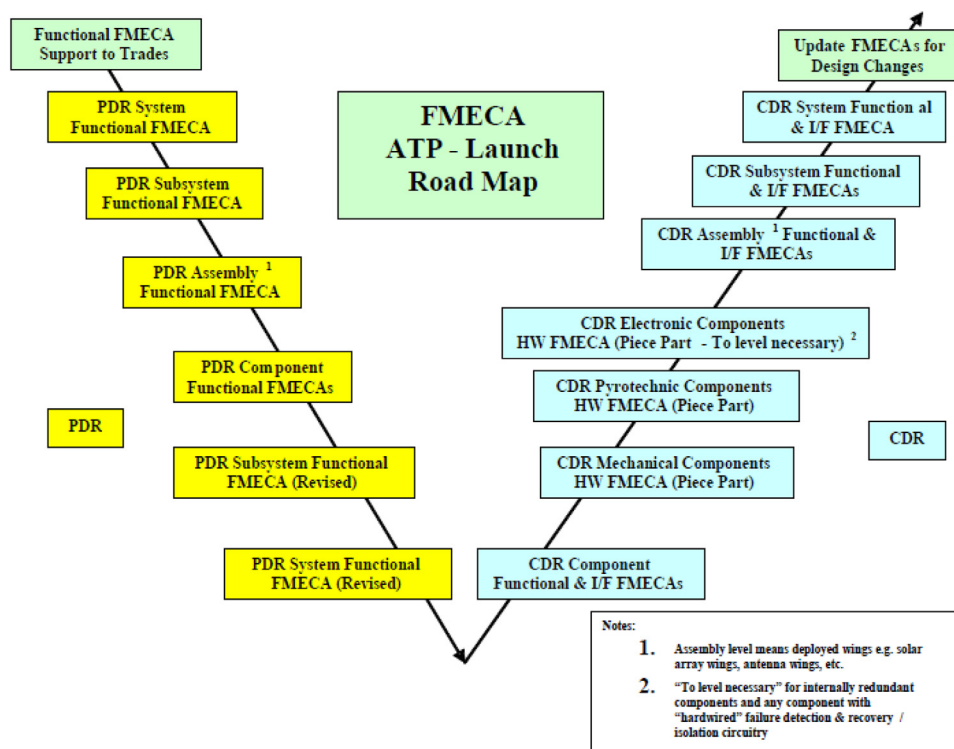 Functional FMECA
Support to Trades
PDR System
Functional FMECA
PDR Subsystem
Functional FMECA
PDR Assembly 1
Functional FMECA
PDR Component
Functional FMECAs
PDR
PDR Subsystem Functional
FMECA (Revised)
PDR System Functional
FMECA (Revised)
FMECA
ATP - Launch
Road Map
Update FMECAs for
Design Changes
CDR System Function al
& I/F FMECA
CDR Subsystem Functional
& I/F FMECAs
CDR Assembly 1 Functional &
I/F FMECAs
CDR Electronic Components
HW FMECA (Piece Part - To level necessary) 2
CDR Pyrotechnic Components
HW FMECA (Piece Part)
CDR
CDR Mechanical Components
HW FMECA (Piece Part)
CDR Component
Functional & I/F FMECAs
Notes:
1. Assembly level means deployed wings e.g. solar
array wings, antenna wings, etc.
2. "To level necessary" for internally redundant
components and any component with
"hardwired" failure detection & recovery /
isolation circuitry